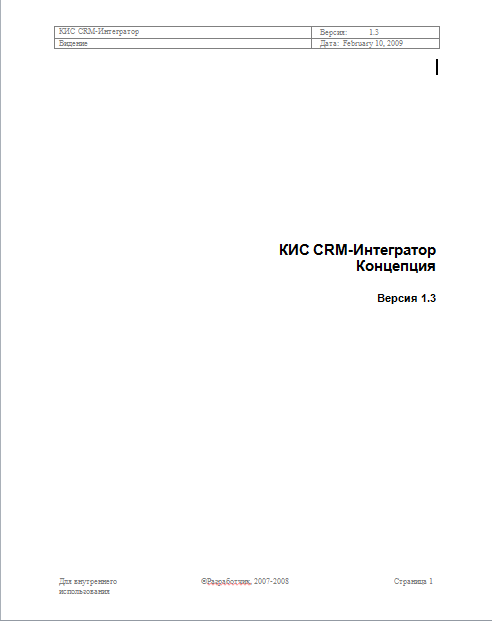 КИС CRM-Интегратор Версия: 1.3
Видение Дата: February 10, 2009
КИС CRM-Интегратор
Концепция
Версия 1.3
Для внутреннего ©Разработчик, 2007-2008 Страница 1
использования